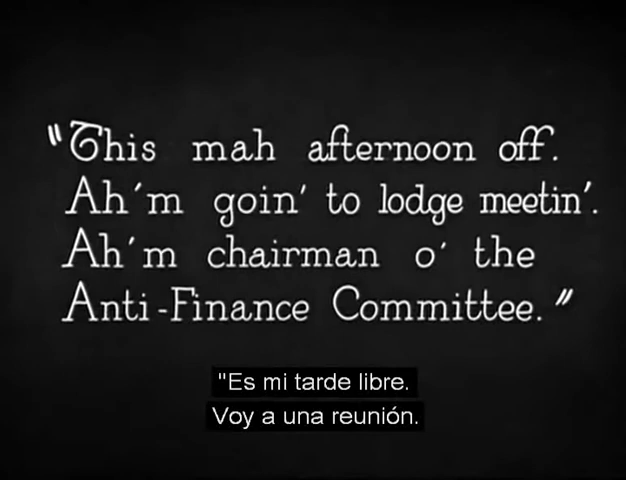 "This mah afternoon off.
Ah'm goin' to lodge meetin'.
Ah'm chairman o' the
Anti-Finance Committee."
"Es mi tarde libre.
Voy a una reunión.